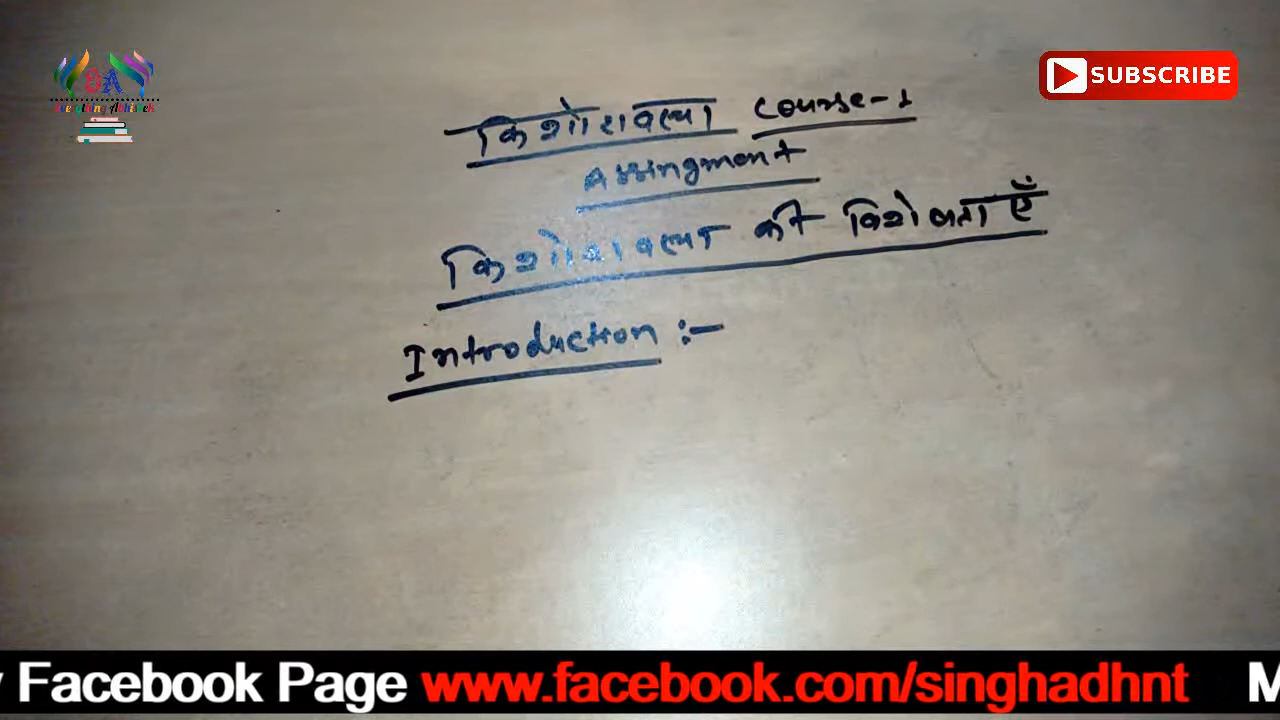 SUBSCRIBE
किशोरावस्था course-1
Assingment
किशोरावस्था की विशेषताएँ
Introduction :-
Facebook Page www.facebook.com/singhadhnt M